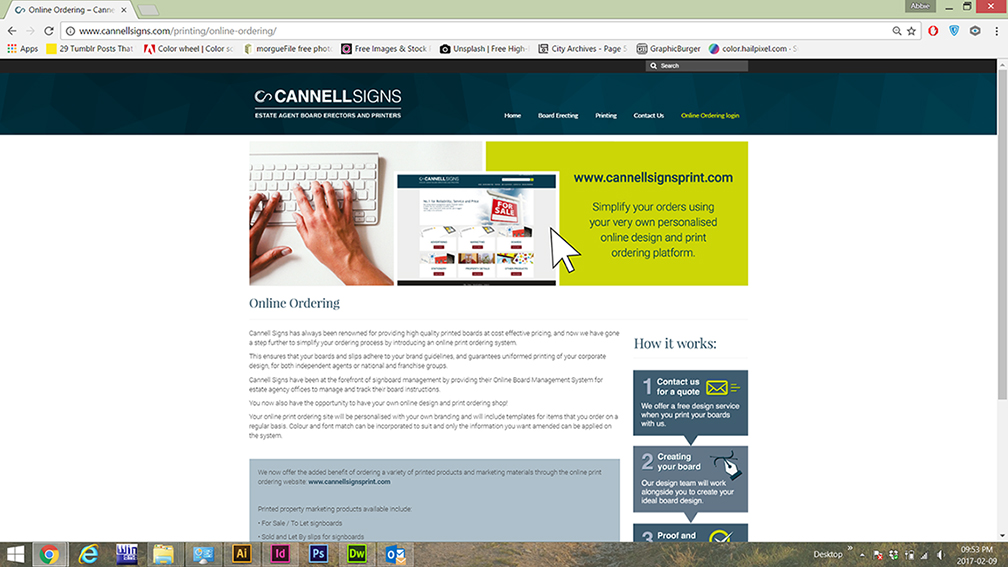 Online Ordering – Cannell
Abbie
www.cannellsigns.com/printing/online-ordering/
Apps
29 Tumblr Posts That
Color wheel | Color sc
morgueFile free photo
Free Images & Stock
Unsplash | Free High-
City Archives - Page 5
GraphicBurger
color.hailpixel.com - S
Search
CANNELLSIGNS
ESTATE AGENT BOARD ERECTORS AND PRINTERS
Home
Board Erecting
Printing
Contact Us
Online Ordering login
CANNELLSIGNS
FOR
SALE
www.cannellsignsprint.com
Simplify your orders using
your very own personalised
online design and print
ordering platform.
Online Ordering
Cannell Signs has always been renowned for providing high quality printed boards at cost effective pricing, and now we have gone
a step further to simplify your ordering process by introducing an online print ordering system.
This ensures that your boards and slips adhere to your brand guidelines, and guarantees uniformed printing of your corporate
design, for both independent agents or national and franchise groups.
Cannell Signs have been at the forefront of signboard management by providing their Online Board Management System for
estate agency offices to manage and track their board instructions.
You now also have the opportunity to have your own online design and print ordering shop!
Your online print ordering site will be personalised with your own branding and will include templates for items that you order on a
regular basis. Colour and font match can be incorporated to suit and only the information you want amended can be applied on
the system.
We now offer the added benefit of ordering a variety of printed products and marketing materials through the online print
ordering website: www.cannellsignsprint.com
Printed property marketing products available include:
• For Sale / To Let signboards
• Sold and Let By slips for signboards
How it works:
1 Contact us
for a quote
We offer a free design service
when you print your boards
with us.
2 Creating
your board
Our design team will work
alongside you to create your
ideal board design.
3 Proof and
Win
Ai
Id
Ps
Dw
Desktop
09:53 PM
2017-02-09